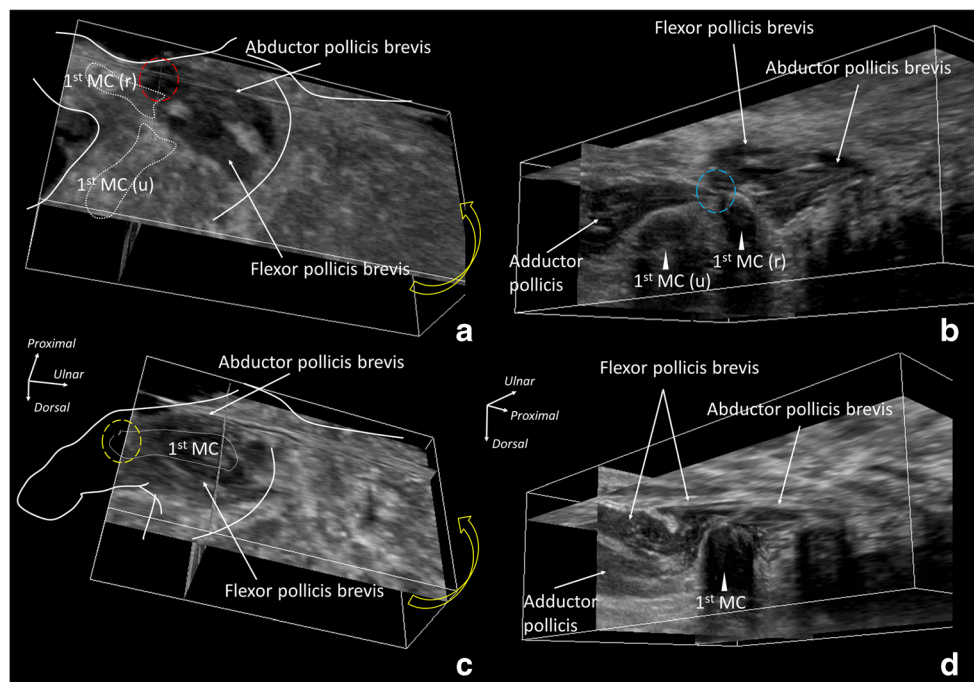 Abductor pollicis brevis
1st MC (r)
1st MC (u)
Flexor pollicis brevis
a
Flexor pollicis brevis
Abductor pollicis brevis
Adductor
pollicis
1st MC (u)
1st MC (r)
b
Proximal
Ulnar
Dorsal
Abductor pollicis brevis
1st MC
Flexor pollicis brevis
c
Ulnar
Proximal
Dorsal
Flexor pollicis brevis
Abductor pollicis brevis
Adductor
pollicis
1st MC
d